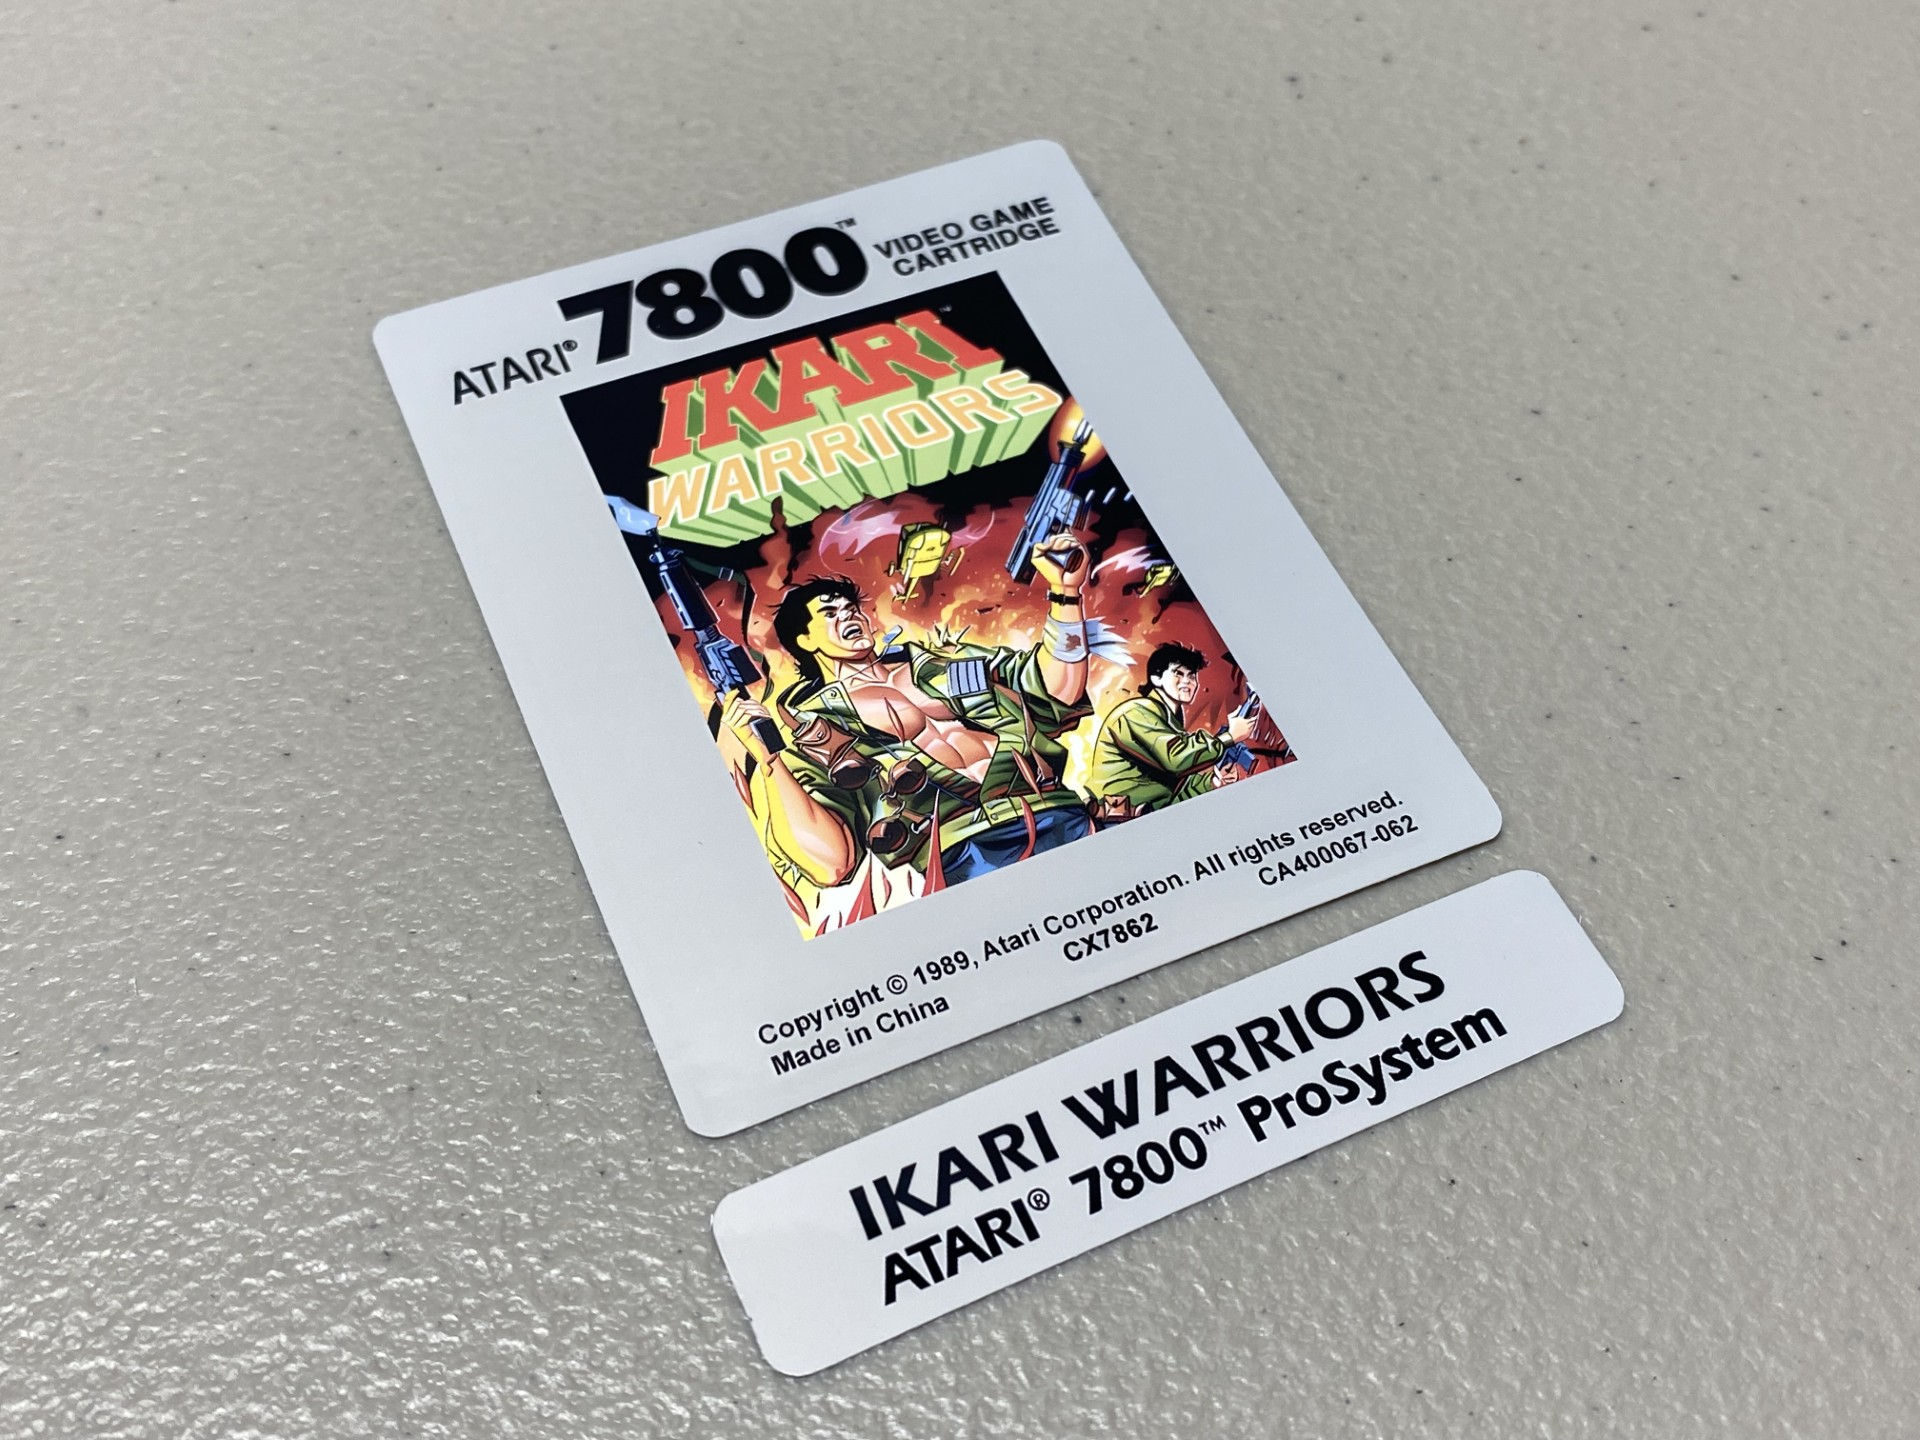 ATARI® 7800™ VIDEO GAME
CARTRIDGE
IKARI™
WARRIORS
Copyright © 1989, Atari Corporation. All rights reserved.
Made in China CX7862 CA400067-062
IKARI WARRIORS
ATARI® 7800™ ProSystem